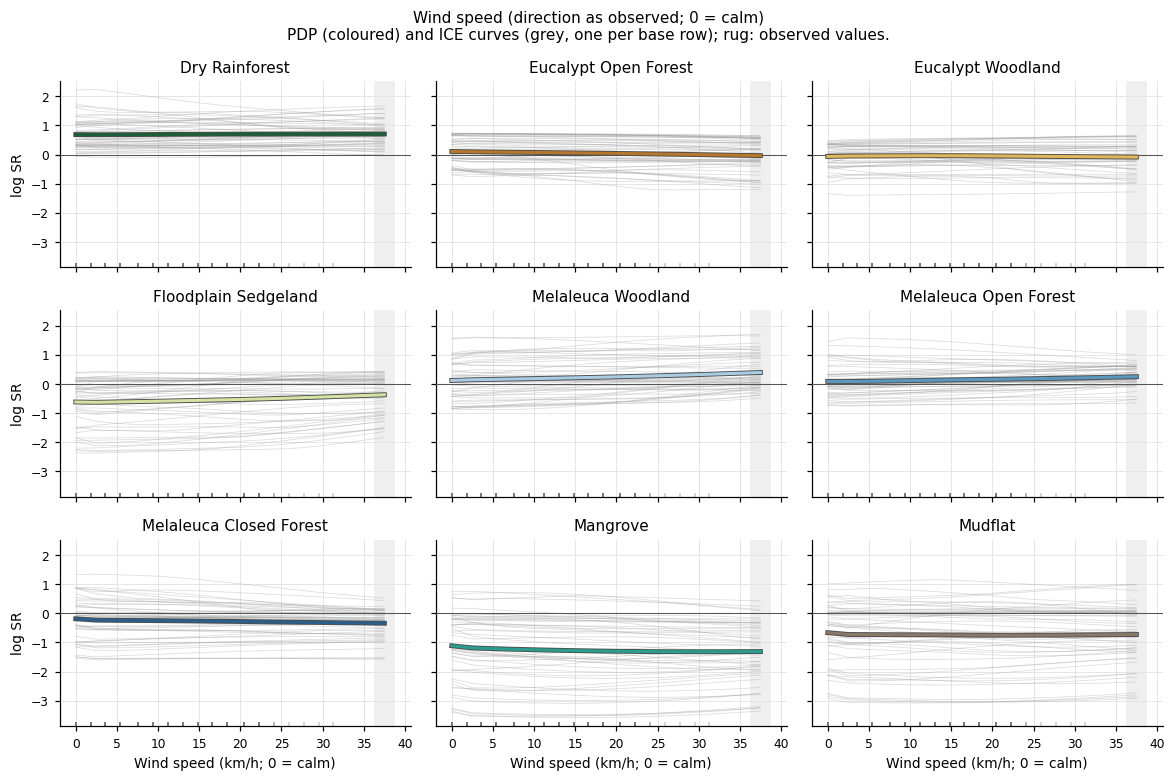 Wind speed (direction as observed; 0 = calm)
PDP (coloured) and ICE curves (grey, one per base row); rug: observed values.
Dry Rainforest
Eucalypt Open Forest
Eucalypt Woodland
2
1
0
−1
−2
−3
log SR
Floodplain Sedgeland
Melaleuca Woodland
Melaleuca Open Forest
2
1
0
−1
−2
−3
log SR
Melaleuca Closed Forest
Mangrove
Mudflat
2
1
0
−1
−2
−3
log SR
0 5 10 15 20 25 30 35 40
0 5 10 15 20 25 30 35 40
0 5 10 15 20 25 30 35 40
Wind speed (km/h; 0 = calm)
Wind speed (km/h; 0 = calm)
Wind speed (km/h; 0 = calm)